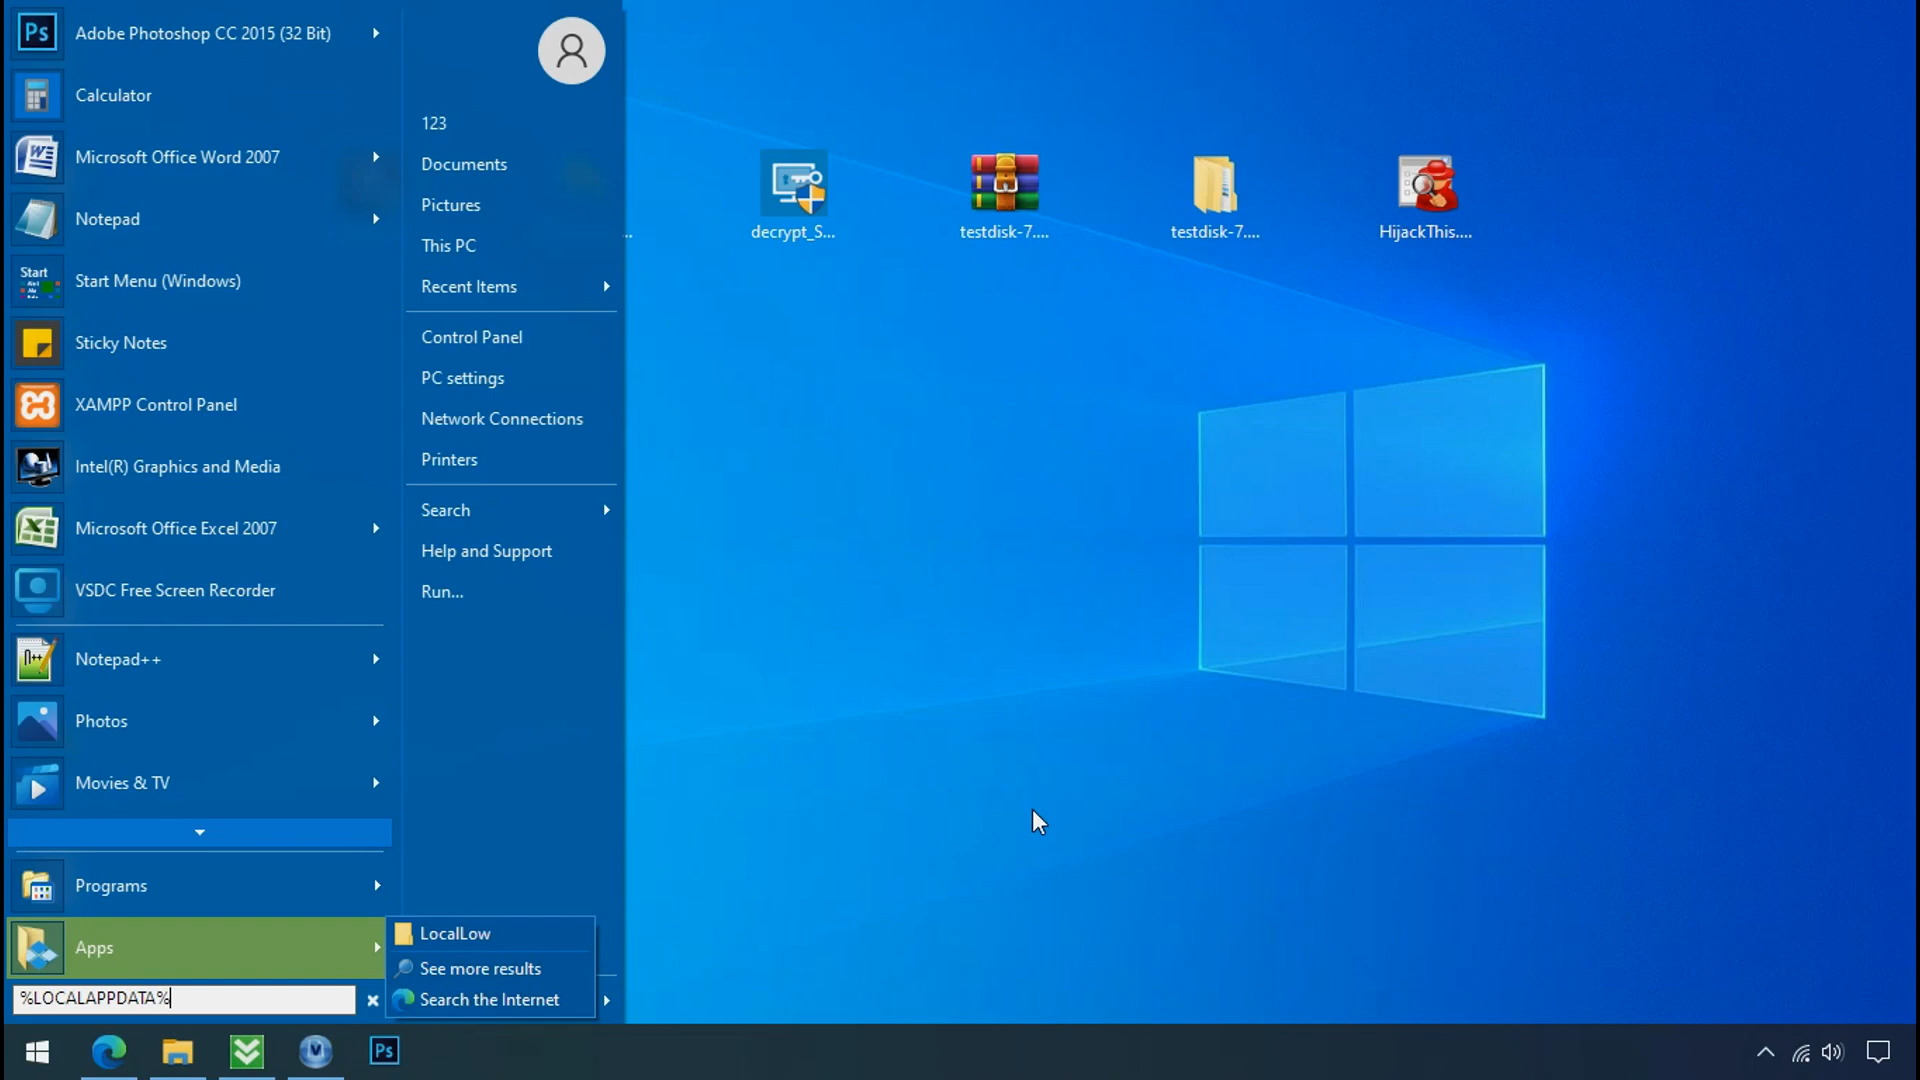 Ps
Adobe Photoshop CC 2015 (32 Bit)
Calculator
Microsoft Office Word 2007
Notepad
Start
Start Menu (Windows)
Sticky Notes
XAMPP Control Panel
Intel(R) Graphics and Media
Microsoft Office Excel 2007
VSDC Free Screen Recorder
Notepad++
Photos
Movies & TV
Programs
Apps
%LOCALAPPDATA%
123
Documents
Pictures
This PC
Recent Items
Control Panel
PC settings
Network Connections
Printers
Search
Help and Support
Run...
LocalLow
See more results
Search the Internet
...
decrypt_S...
testdisk-7....
testdisk-7....
HijackThis....
Ps